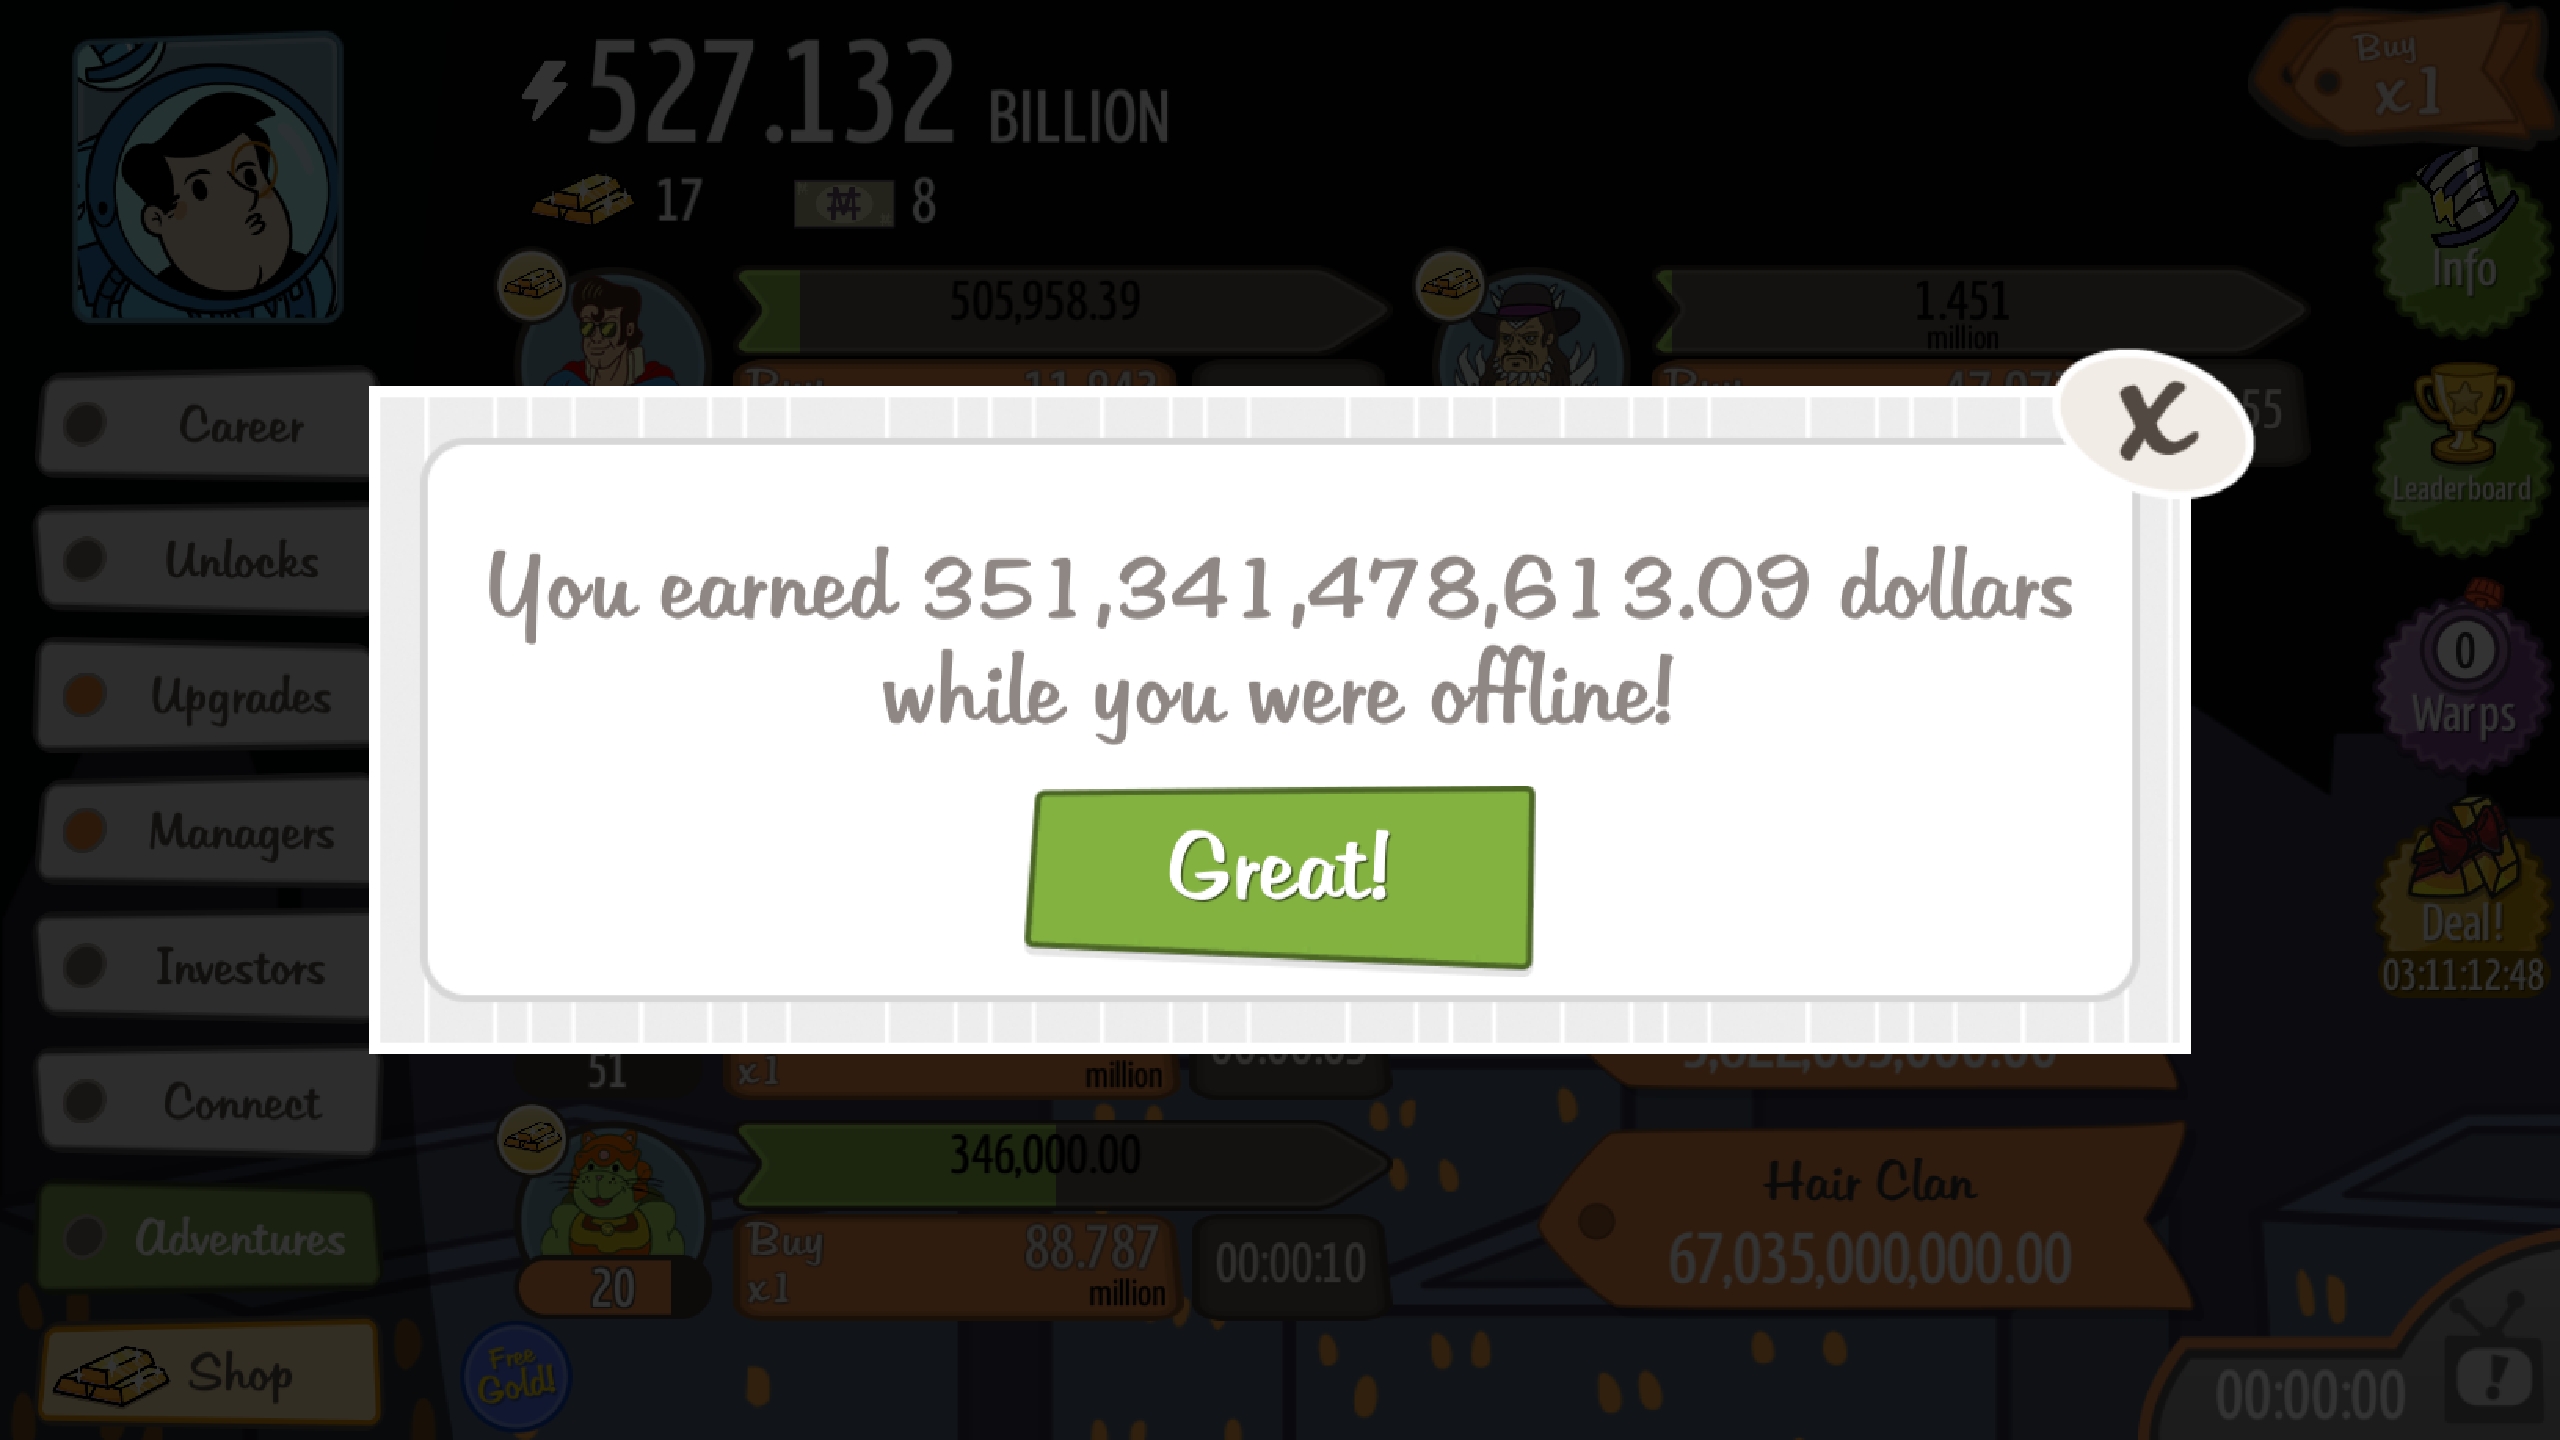 527.132 BILLION
17
8
Buy
x1
505,958.39
1.451
million
Buy
Buy
55
Info
Leaderboard
0
Warps
Deal!
03:11:12:48
Career
Unlocks
Upgrades
Managers
Investors
Connect
Adventures
Shop
X
You earned 351,341,478,613.09 dollars
while you were offline!
Great!
51
x1
million
346,000.00
Buy
x1
88.787
million
00:00:10
20
Hair Clan
67,035,000,000.00
Free
Gold!
00:00:00
!